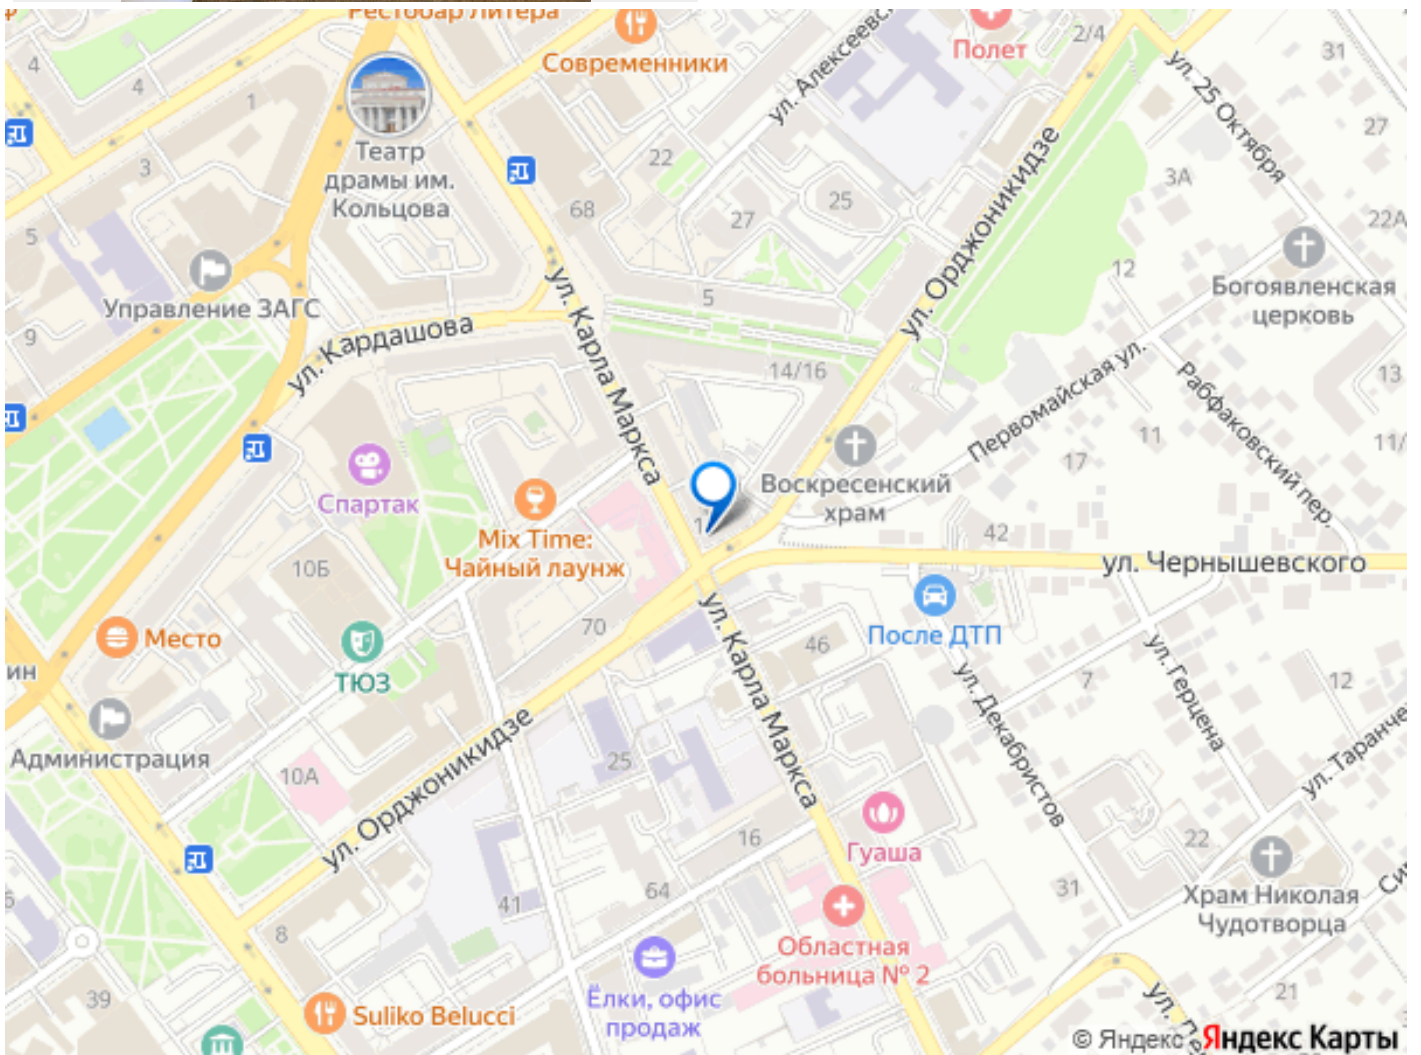 Рестобар Литера
Современники
Полет
2/4
31
ул. 25 Октября
27
4
4
1
3
5
9
Театр
драмы им.
Кольцова
22
68
27
25
5
3А
22А
12
13
Управление ЗАГС
ул. Кардашова
ул. Карла Маркса
ул. Орджоникидзе
Богоявленская
церковь
14/16
Первомайская ул.
Рабфаковский пер.
11
17
42
Спартак
Mix Time:
Чайный лаунж
Воскресенский
храм
ул. Чернышевского
10Б
Место
ТЮЗ
70
46
После ДТП
ул. Карла Маркса
ул. Декабристов
ул. Герцена
7
12
Администрация
10А
ул. Орджоникидзе
25
16
Гуаша
22
31
Храм Николая
Чудотворца
64
41
8
39
Областная
больница № 2
Ёлки, офис
продаж
Suliko Belucci
21
© Яндекс Яндекс Карты